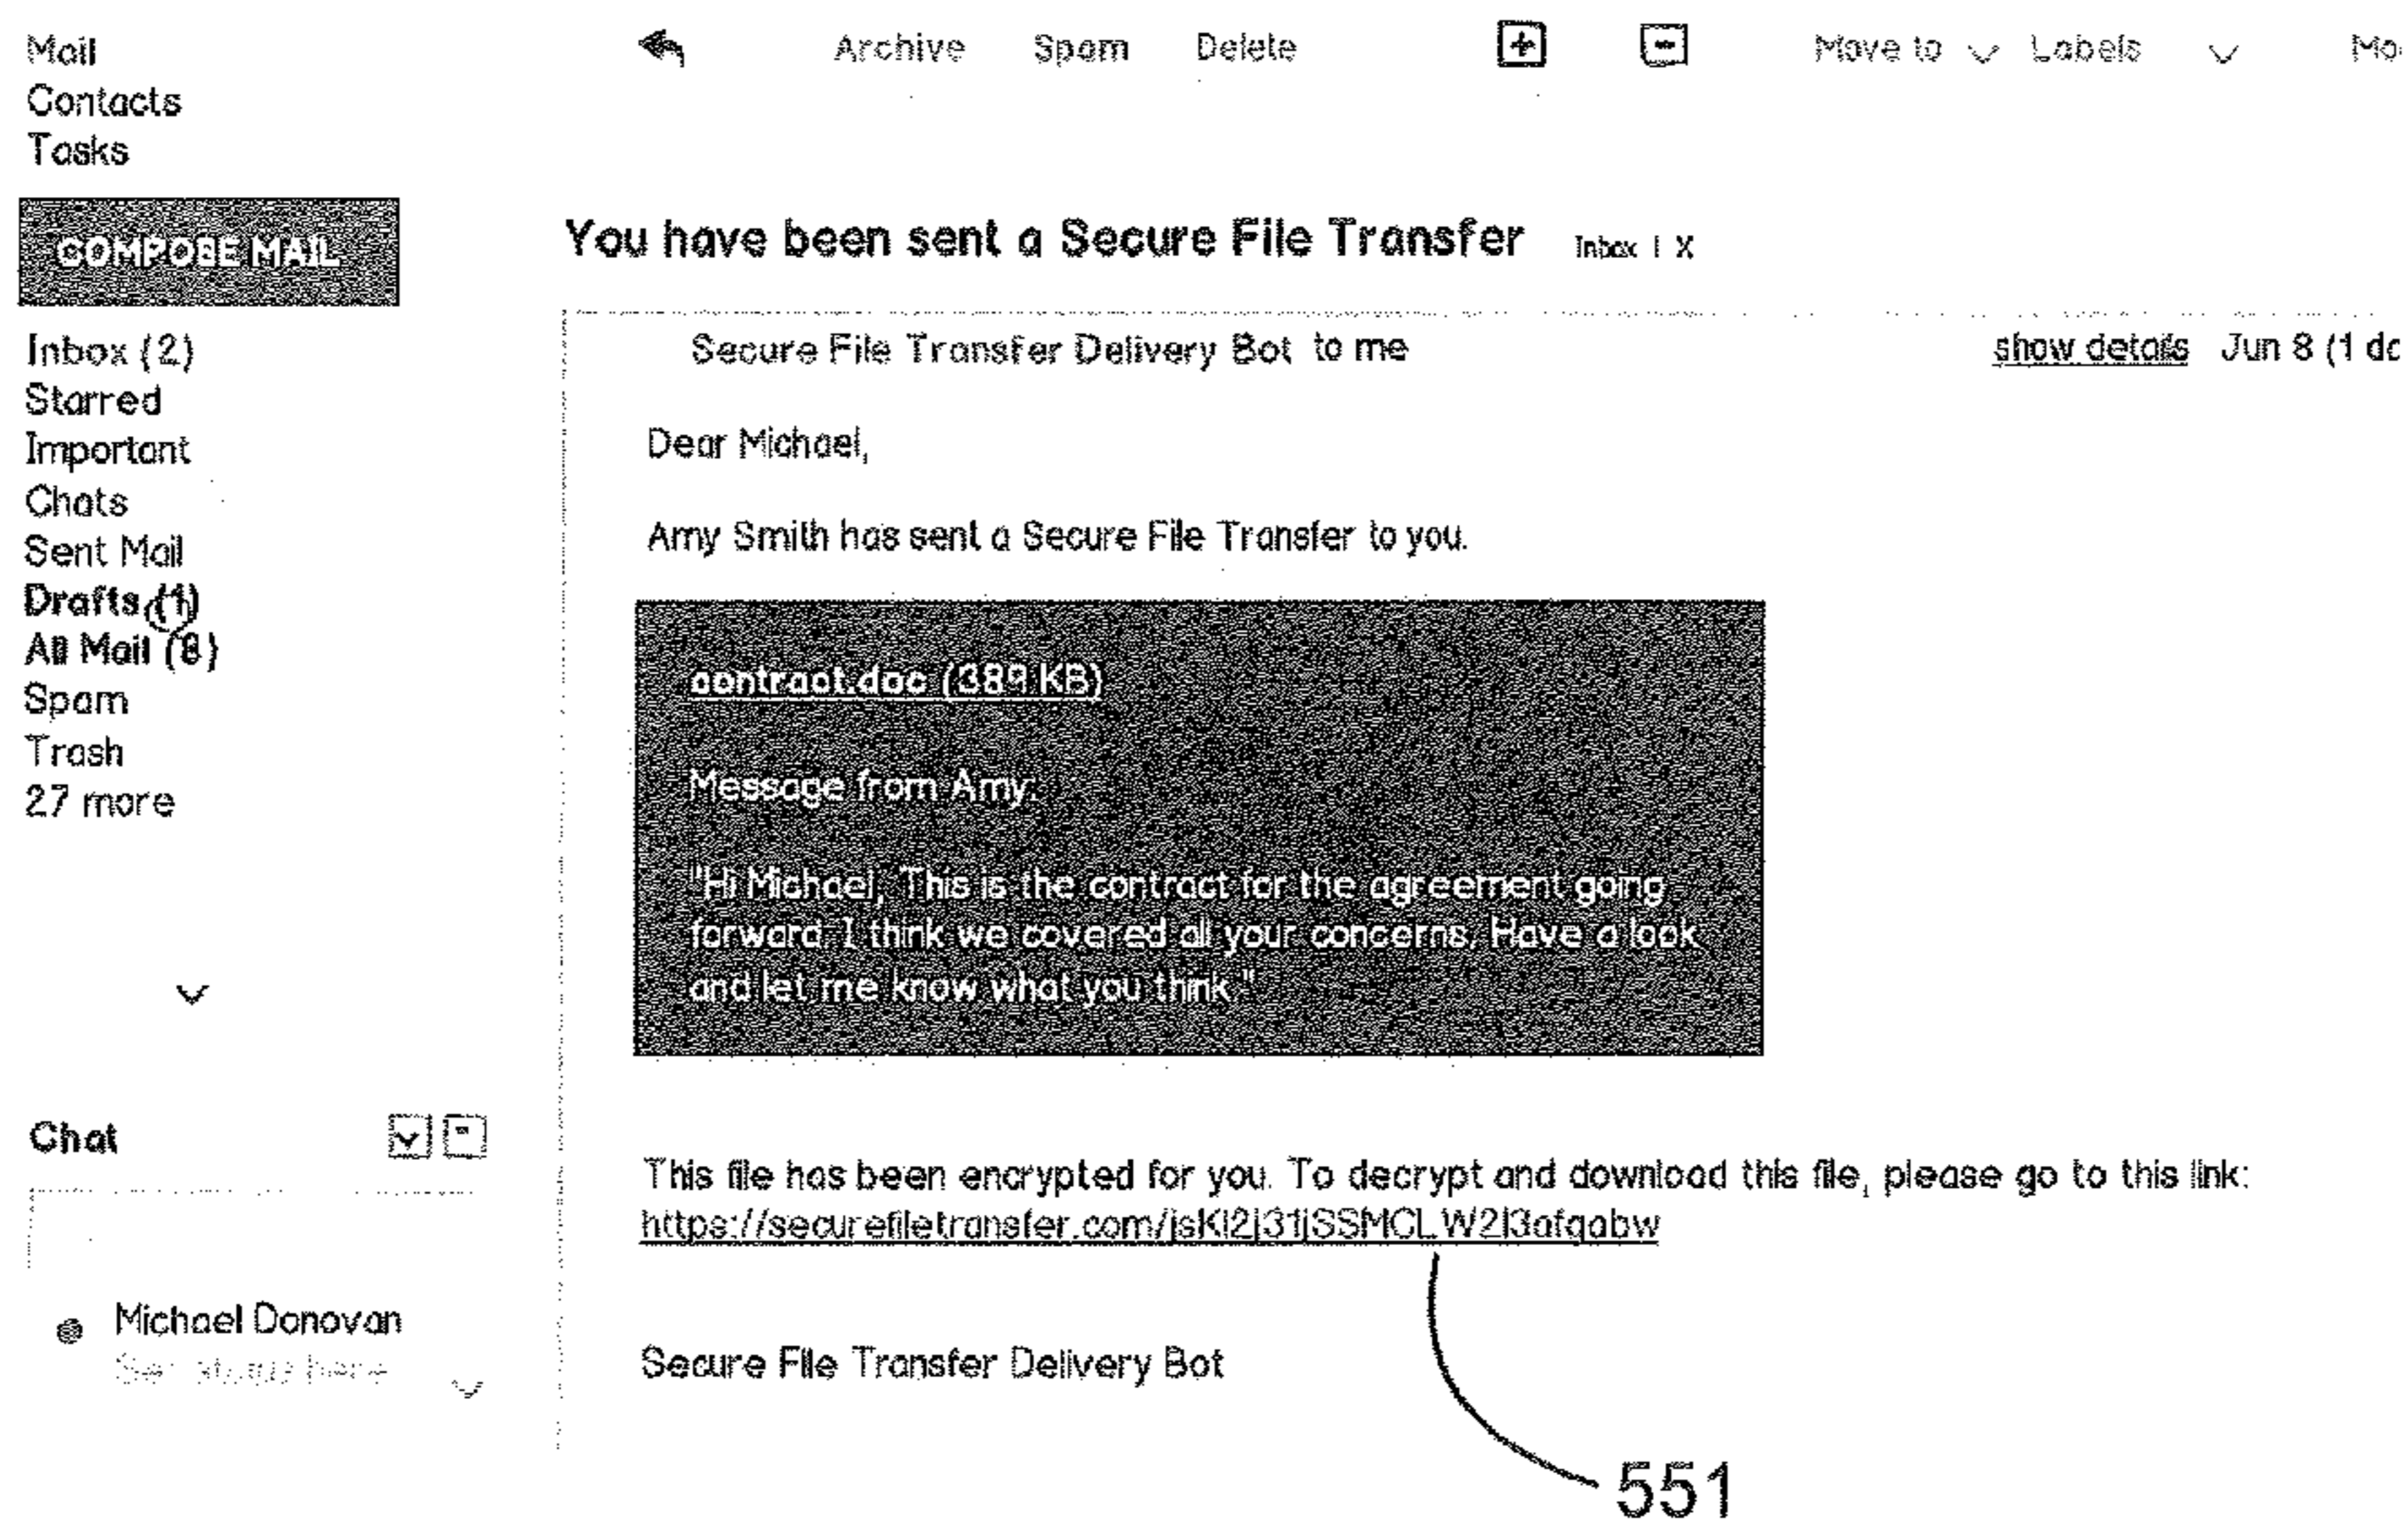 Mail
Contacts
Tasks
Archive Spam Delete Move to Labels
COMPOSE MAIL
You have been sent a Secure File Transfer Inbox | X
Inbox (2)
Starred
Important
Chats
Sent Mail
Drafts (1)
All Mail (8)
Spam
Trash
27 more
Secure File Transfer Delivery Bot to me show details Jun 8 (1
Dear Michael,
Amy Smith has sent a Secure File Transfer to you.
contract.doc (389 KB)
Message from Amy:
"Hi Michael, This is the contract for the agreement going
forward. I think we covered all your concerns. Have a look
and let me know what you think."
This file has been encrypted for you. To decrypt and download this file, please go to this link:
Secure File Transfer Delivery Bot
Chat
Michael Donovan
551